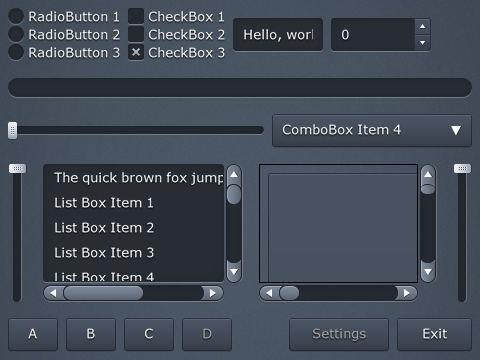 RadioButton 1
RadioButton 2
RadioButton 3
CheckBox 1
CheckBox 2
CheckBox 3
Hello, worl
0
ComboBox Item 4
The quick brown fox jump
List Box Item 1
List Box Item 2
List Box Item 3
List Box Item 4
A
B
C
D
Settings
Exit